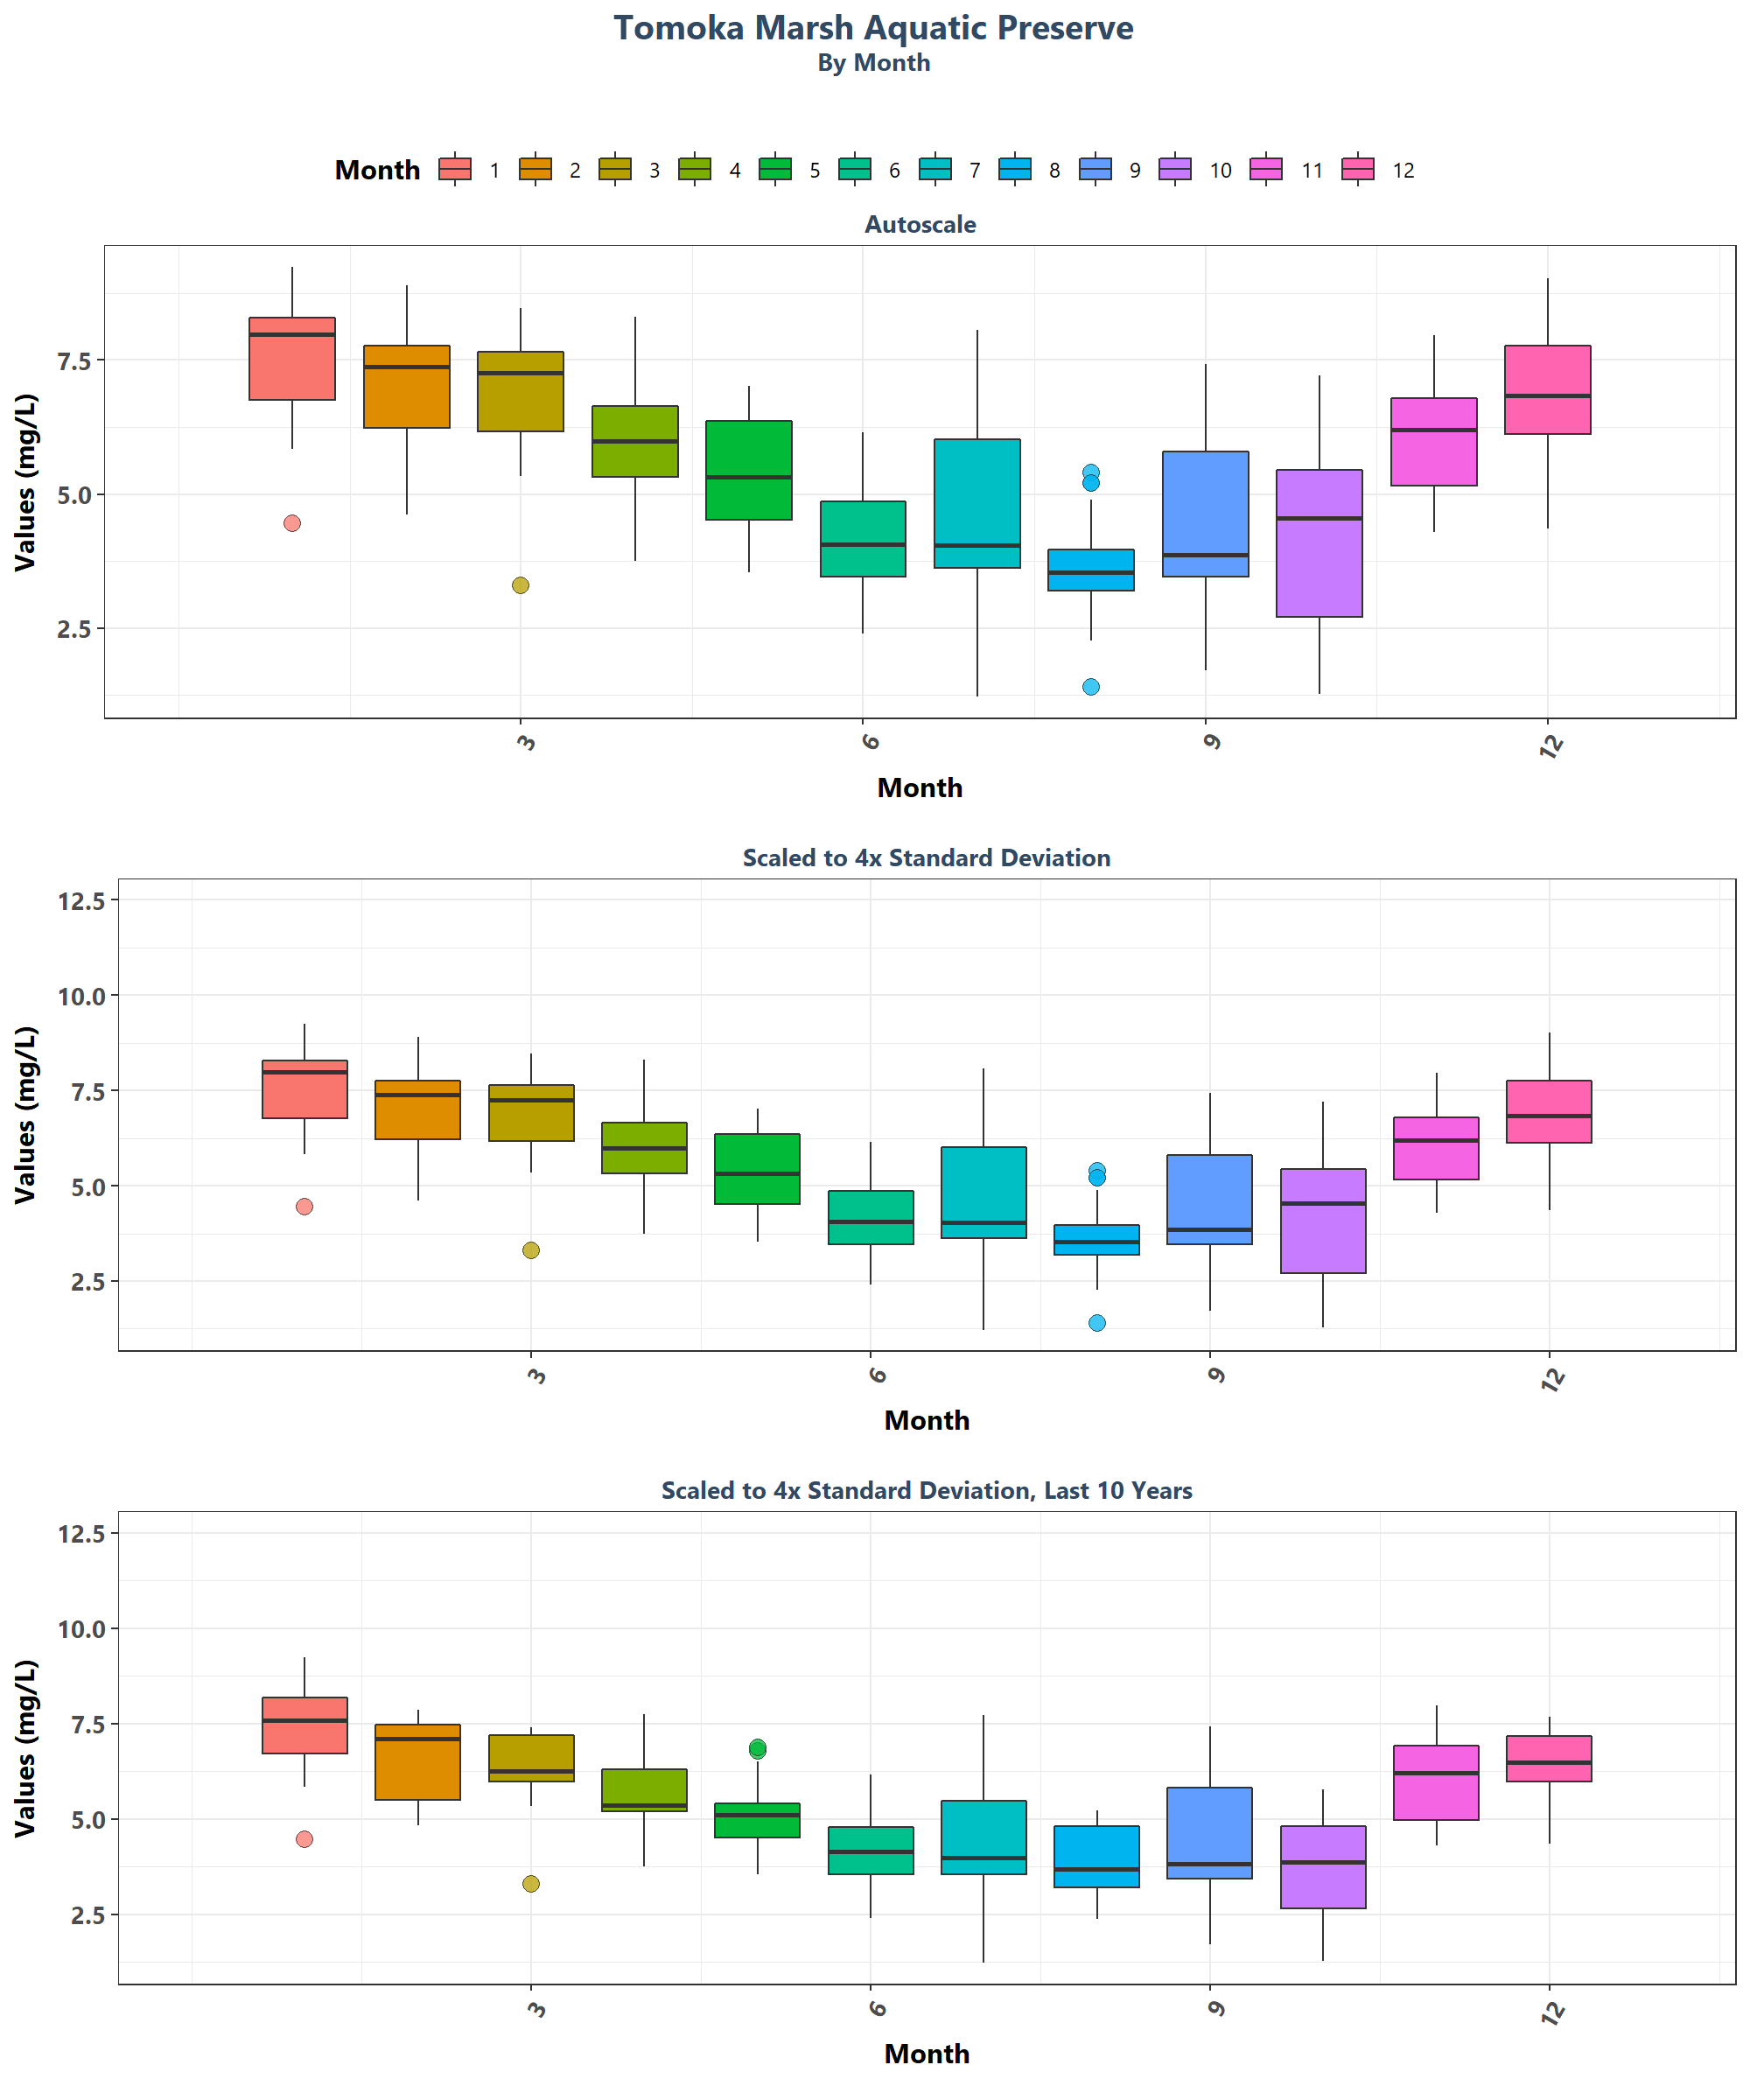 Tomoka Marsh Aquatic Preserve
By Month
Month 1 2 3 4 5 6 7 8 9 10 11 12
Autoscale
Values (mg/L)
7.5
5.0
2.5
3 6 9 12
Month
Scaled to 4x Standard Deviation
Values (mg/L)
12.5
10.0
7.5
5.0
2.5
3 6 9 12
Month
Scaled to 4x Standard Deviation, Last 10 Years
Values (mg/L)
12.5
10.0
7.5
5.0
2.5
3 6 9 12
Month